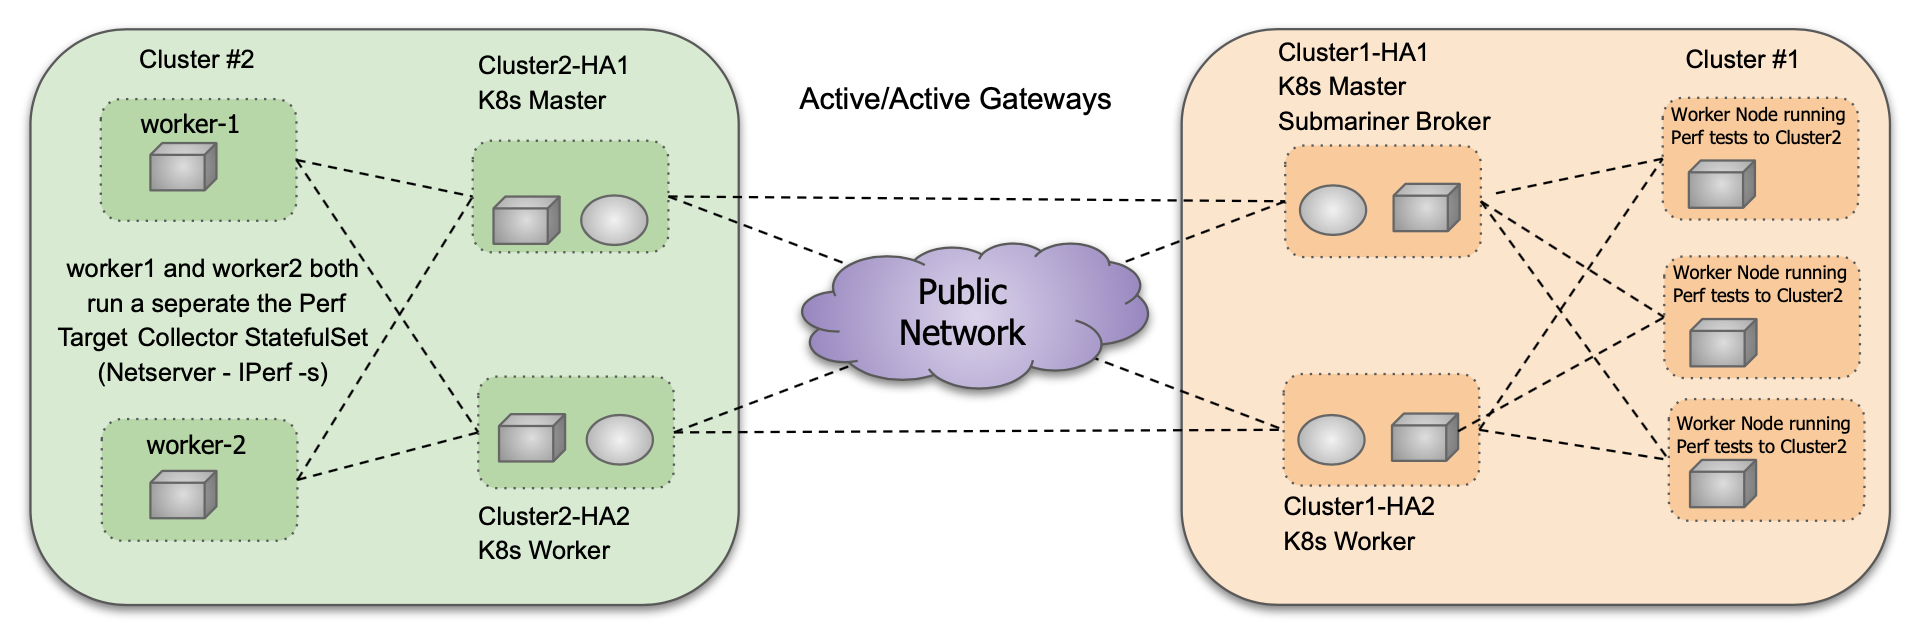 Cluster #2
worker-1
worker1 and worker2 both
run a seperate the Perf
Target Collector StatefulSet
(Netserver - IPerf -s)
worker-2
Cluster2-HA1
K8s Master
Cluster2-HA2
K8s Worker
Active/Active Gateways
Public
Network
Cluster1-HA1
K8s Master
Submariner Broker
Cluster1-HA2
K8s Worker
Cluster #1
Worker Node running
Perf tests to Cluster2
Worker Node running
Perf tests to Cluster2
Worker Node running
Perf tests to Cluster2